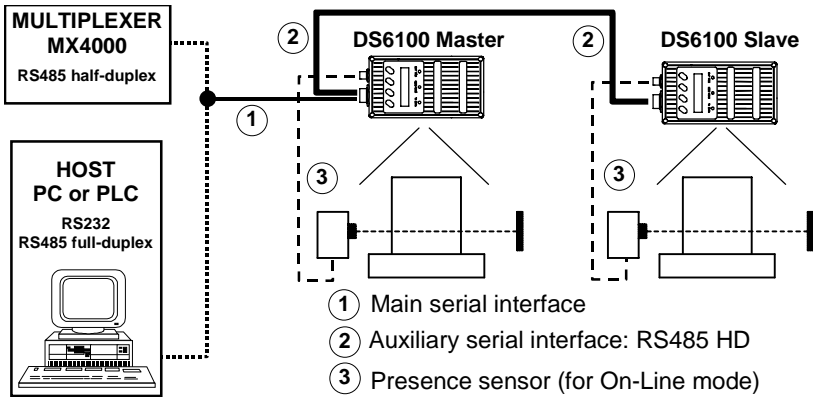 MULTIPLEXER
MX4000
RS485 half-duplex
2
DS6100 Master
2
DS6100 Slave
1
HOST
PC or PLC
RS232
RS485 full-duplex
3
3
1 Main serial interface
2 Auxiliary serial interface: RS485 HD
3 Presence sensor (for On-Line mode)